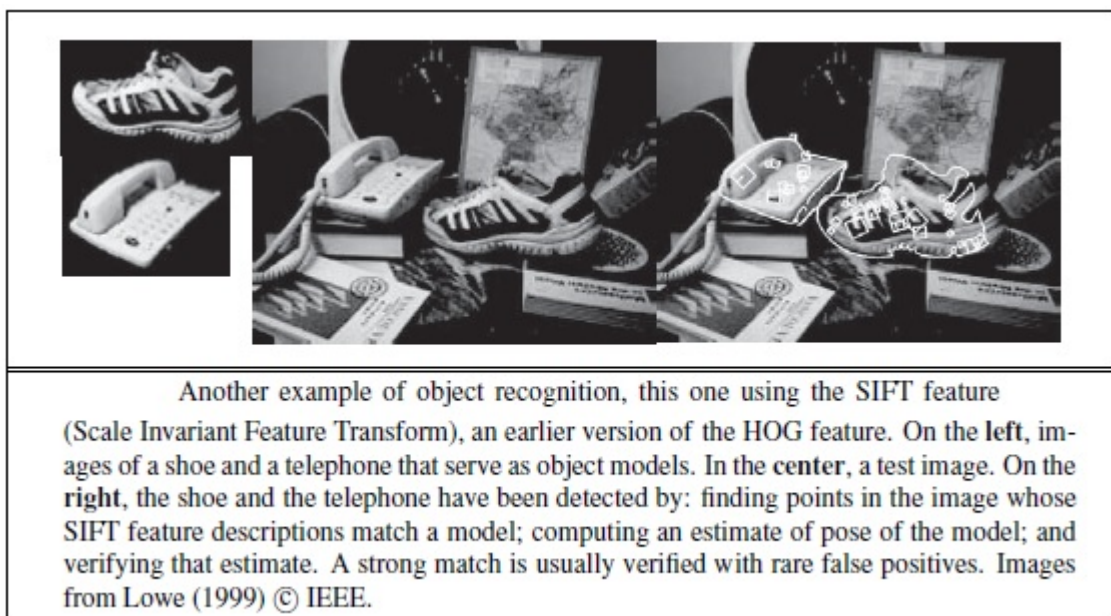 Another example of object recognition, this one using the SIFT feature
(Scale Invariant Feature Transform), an earlier version of the HOG feature. On the left, im-
ages of a shoe and a telephone that serve as object models. In the center, a test image. On the
right, the shoe and the telephone have been detected by: finding points in the image whose
SIFT feature descriptions match a model; computing an estimate of pose of the model; and
verifying that estimate. A strong match is usually verified with rare false positives. Images
from Lowe (1999) © IEEE.